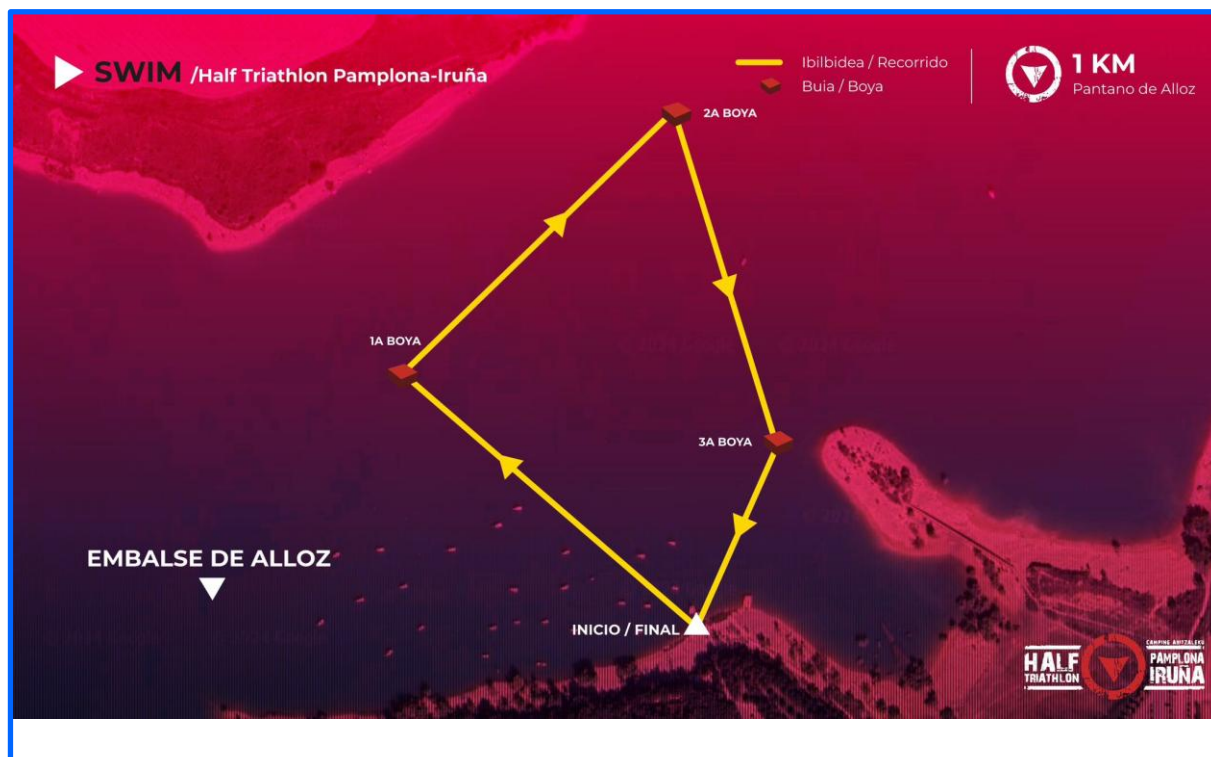 SWIM /Half Triathlon Pamplona-Iruña
Ibilbidea / Recorrido
Buia / Boya
1 KM
Pantano de Alloz
2A BOYA
1A BOYA
3A BOYA
EMBALSE DE ALLOZ
INICIO / FINAL
HALF
TRIATHLON
PAMPLONA
IRUÑA